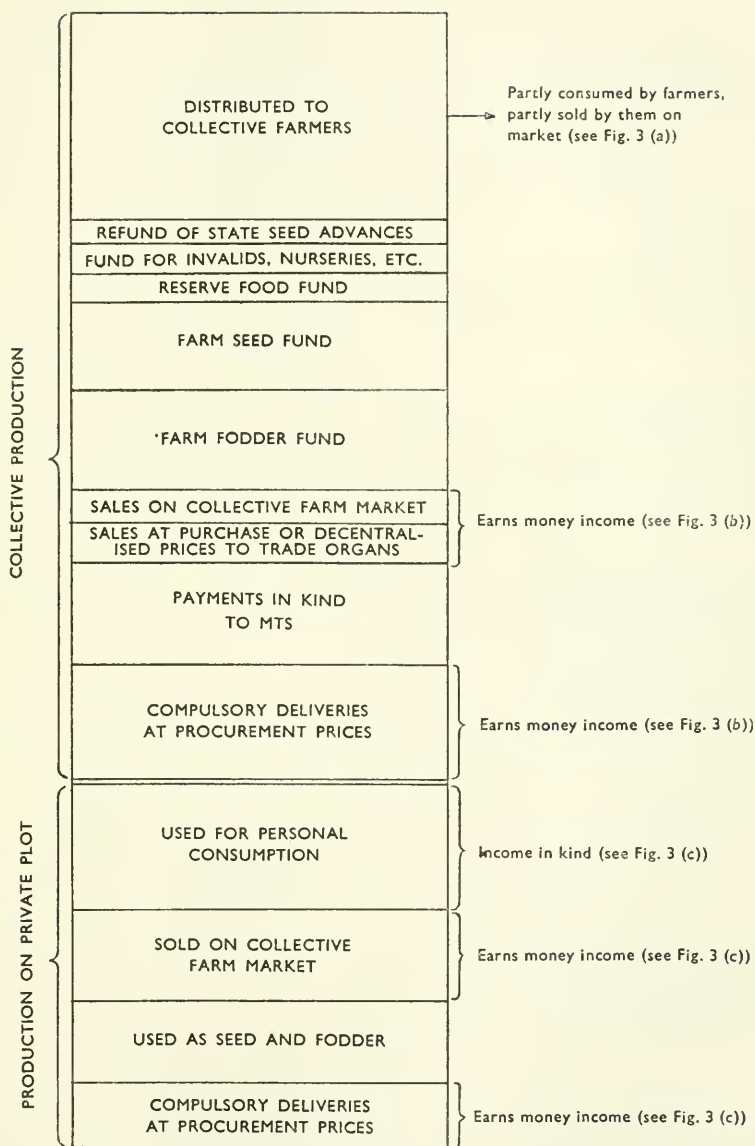 COLLECTIVE PRODUCTION
DISTRIBUTED TO
COLLECTIVE FARMERS
Partly consumed by farmers,
partly sold by them on
market (see Fig. 3 (a))
REFUND OF STATE SEED ADVANCES
FUND FOR INVALIDS, NURSERIES, ETC.
RESERVE FOOD FUND
FARM SEED FUND
FARM FODDER FUND
SALES ON COLLECTIVE FARM MARKET
SALES AT PURCHASE OR DECENTRAL-
ISED PRICES TO TRADE ORGANS
Earns money income (see Fig. 3 (b))
PAYMENTS IN KIND
TO MTS
COMPULSORY DELIVERIES
AT PROCUREMENT PRICES
Earns money income (see Fig. 3 (b))
PRODUCTION ON PRIVATE PLOT
USED FOR PERSONAL
CONSUMPTION
Income in kind (see Fig. 3 (c))
SOLD ON COLLECTIVE
FARM MARKET
Earns money income (see Fig. 3 (c))
USED AS SEED AND FODDER
COMPULSORY DELIVERIES
AT PROCUREMENT PRICES
Earns money income (see Fig. 3 (c))